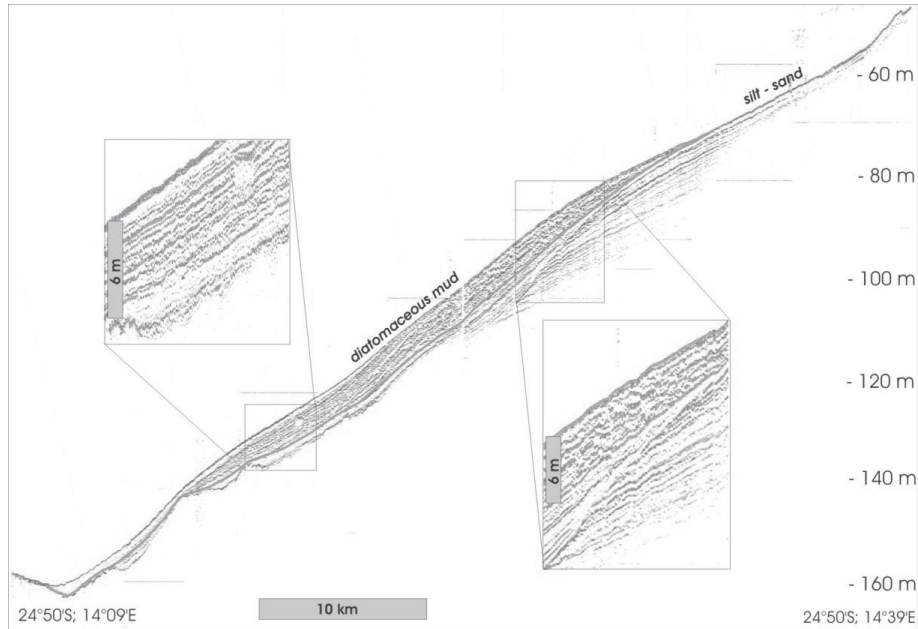 - 60 m
silt - sand
- 80 m
6 m
- 100 m
diatomaceous mud
- 120 m
6 m
- 140 m
- 160 m
10 km
24°50'S; 14°09'E
24°50'S; 14°39'E